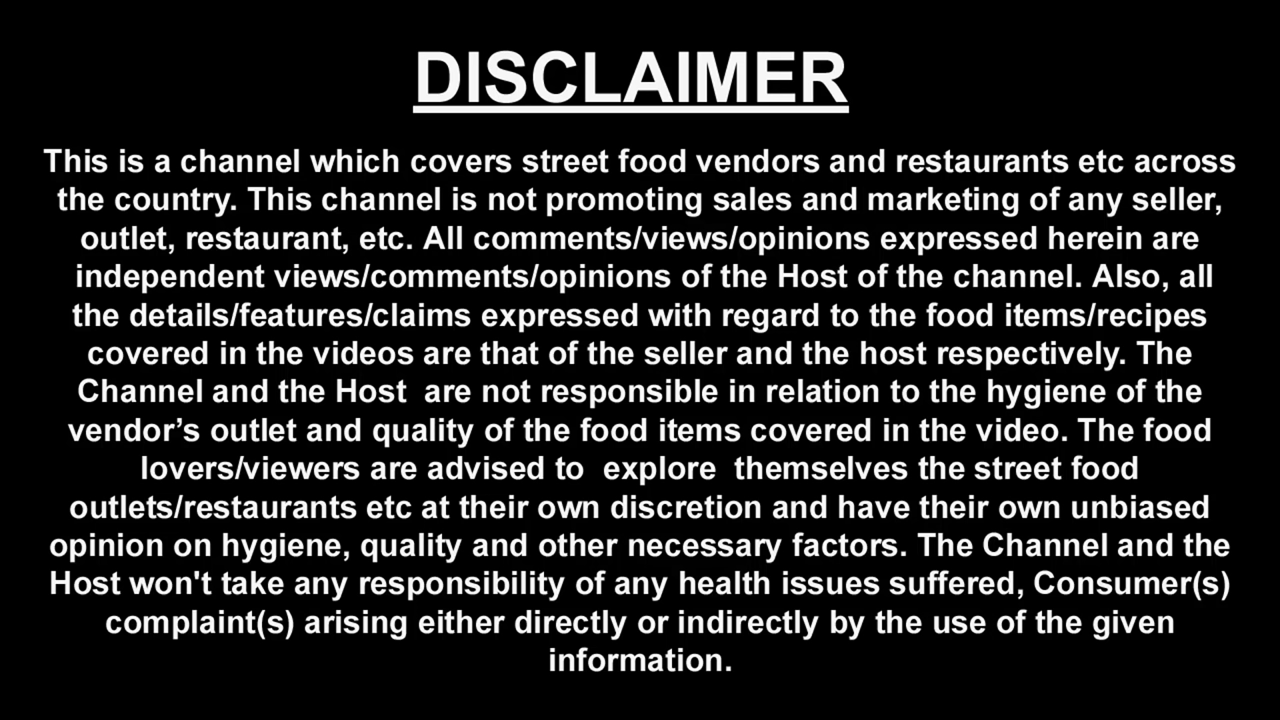 DISCLAIMER
This is a channel which covers street food vendors and restaurants etc across
the country. This channel is not promoting sales and marketing of any seller,
outlet, restaurant, etc. All comments/views/opinions expressed herein are
independent views/comments/opinions of the Host of the channel. Also, all
the details/features/claims expressed with regard to the food items/recipes
covered in the videos are that of the seller and the host respectively. The
Channel and the Host  are not responsible in relation to the hygiene of the
vendor’s outlet and quality of the food items covered in the video. The food
lovers/viewers are advised to  explore  themselves the street food
outlets/restaurants etc at their own discretion and have their own unbiased
opinion on hygiene, quality and other necessary factors. The Channel and the
Host won't take any responsibility of any health issues suffered, Consumer(s)
complaint(s) arising either directly or indirectly by the use of the given
information.